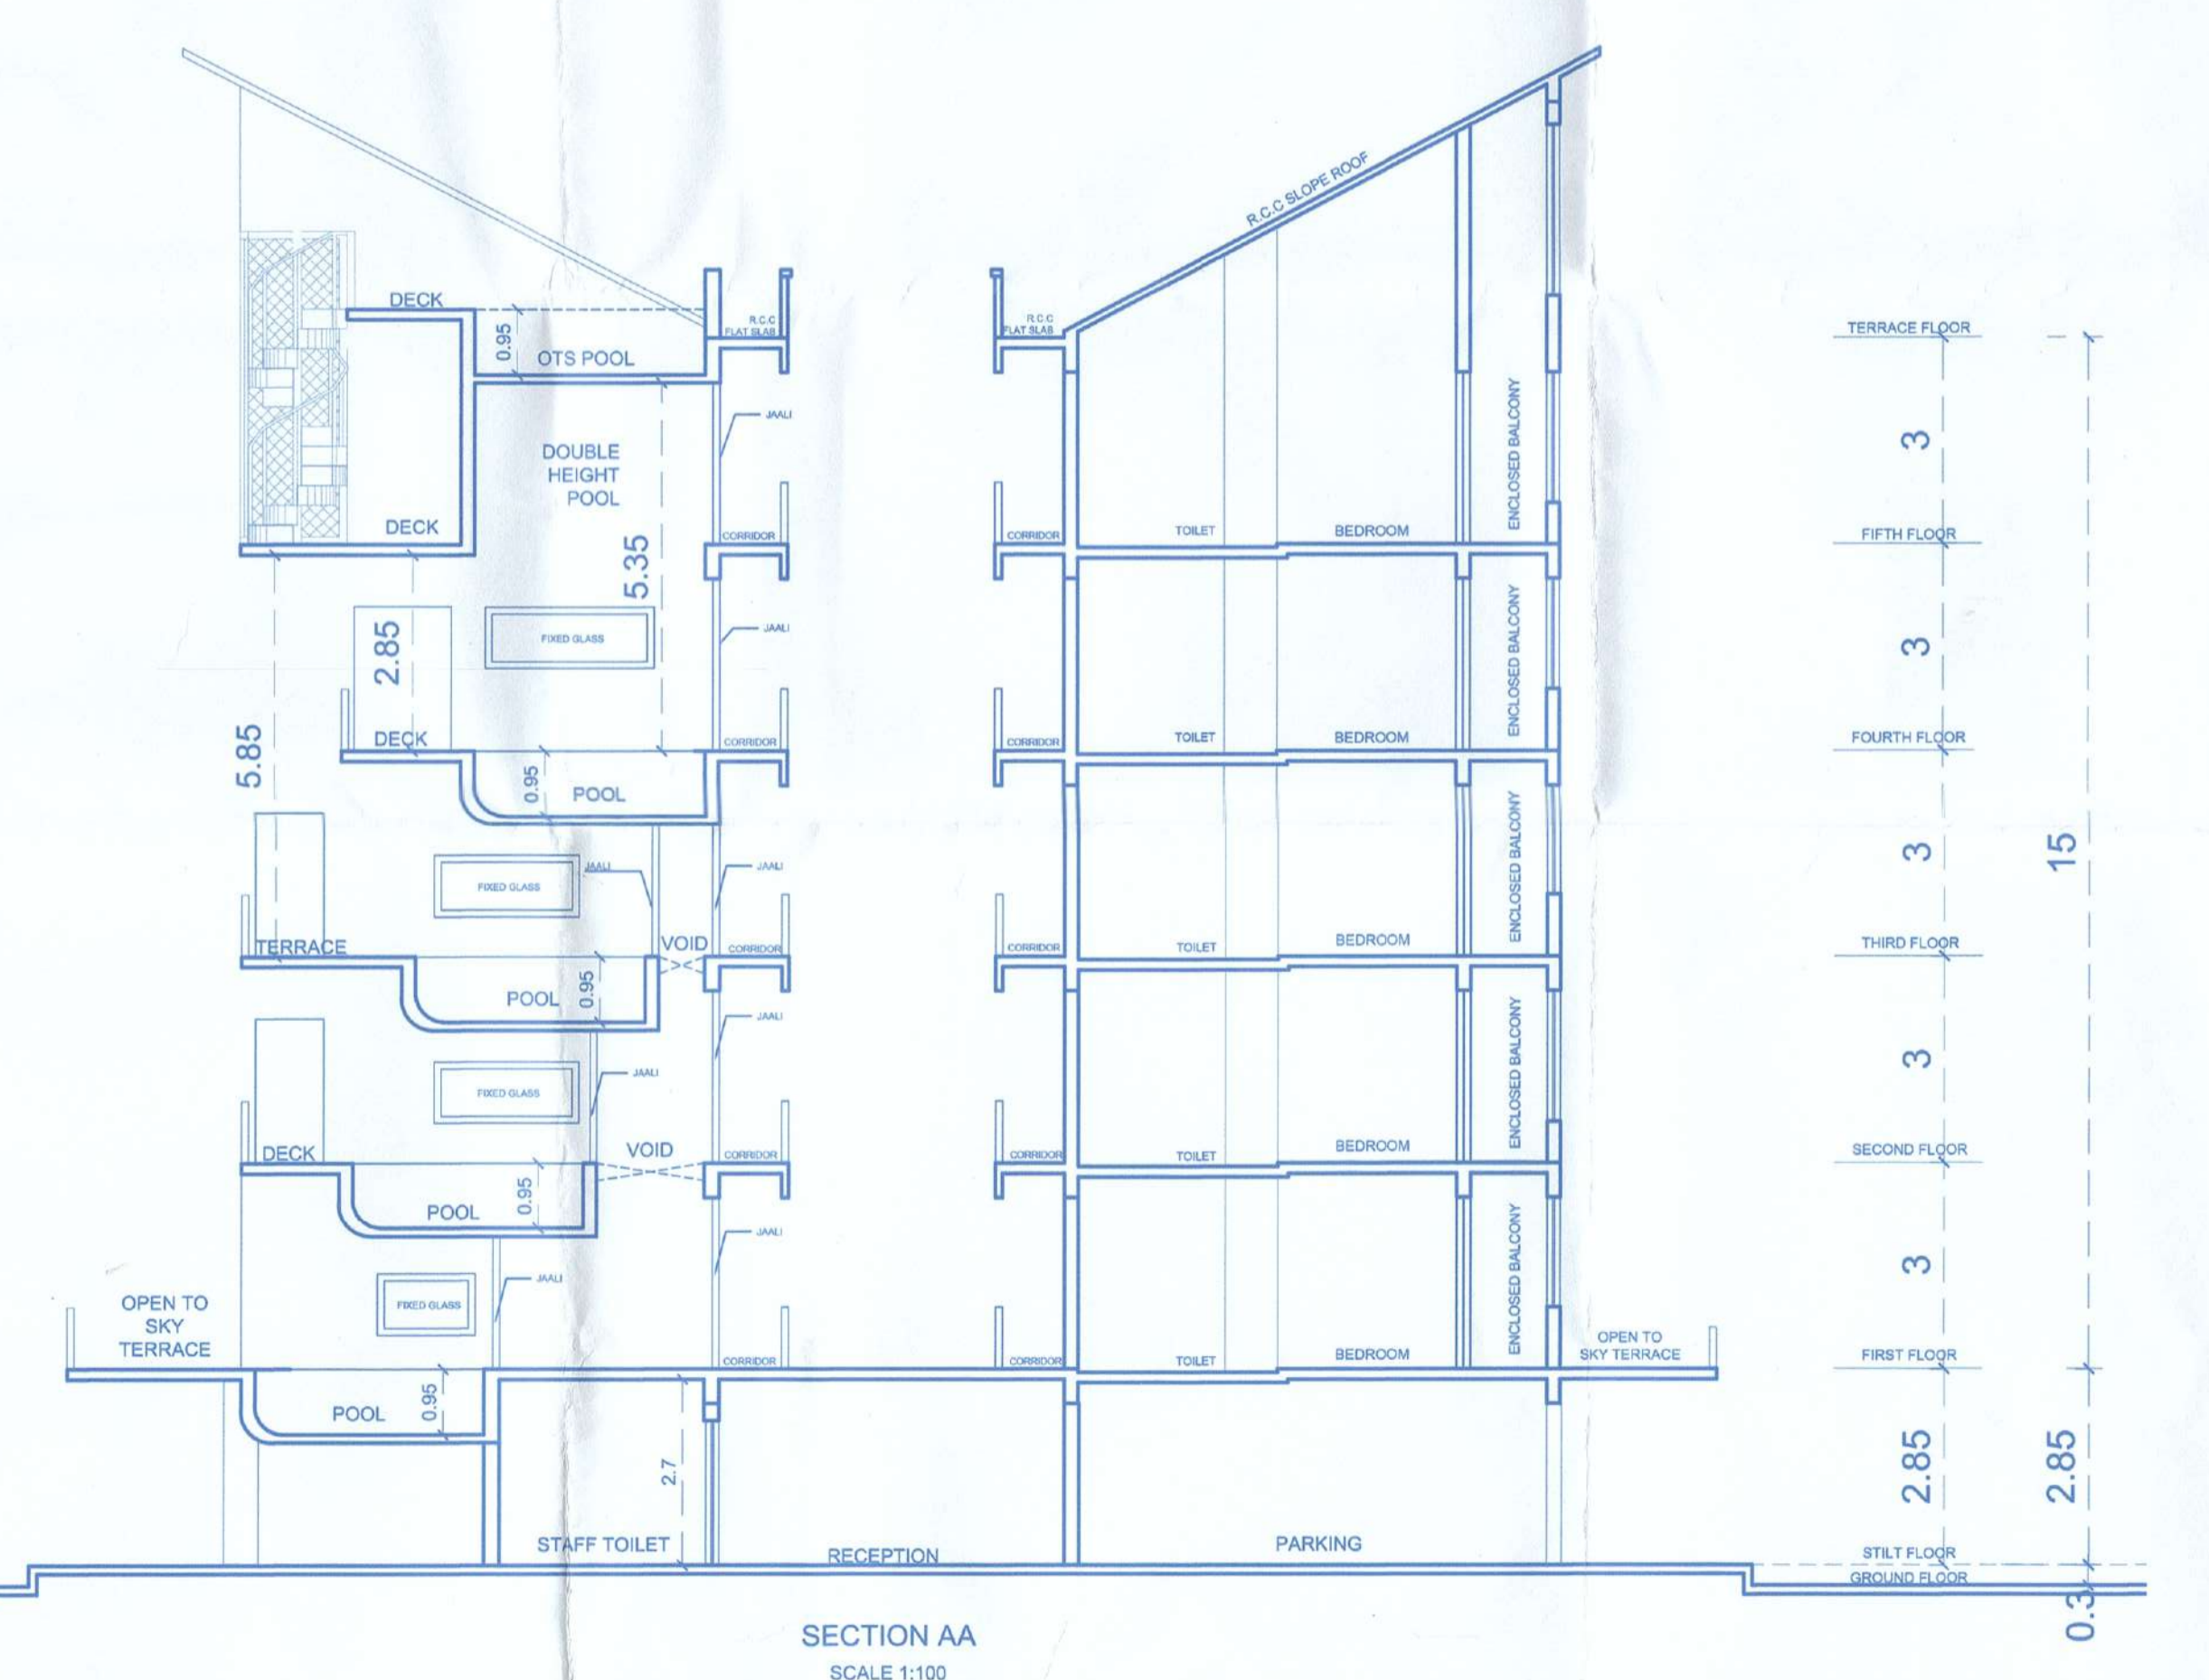 R.C.C SLOPE ROOF
DECK
0.95
OTS POOL
R.C.C
FLAT SLAB
R.C.C
FLAT SLAB
TERRACE FLOOR
JAALI
DOUBLE
HEIGHT
POOL
3
ENCLOSED BALCONY
DECK
CORRIDOR
CORRIDOR
TOILET
BEDROOM
FIFTH FLOOR
5.35
2.85
FIXED GLASS
JAALI
ENCLOSED BALCONY
3
5.85
DECK
CORRIDOR
CORRIDOR
TOILET
BEDROOM
FOURTH FLOOR
0.95
POOL
JAALI
FIXED GLASS
JAALI
ENCLOSED BALCONY
3
15
TERRACE
VOID
CORRIDOR
CORRIDOR
TOILET
BEDROOM
THIRD FLOOR
POOL
0.95
JAALI
FIXED GLASS
JAALI
ENCLOSED BALCONY
3
DECK
VOID
CORRIDOR
CORRIDOR
TOILET
BEDROOM
SECOND FLOOR
POOL
0.95
JAALI
JAALI
FIXED GLASS
ENCLOSED BALCONY
3
OPEN TO
SKY
TERRACE
CORRIDOR
CORRIDOR
TOILET
BEDROOM
OPEN TO
SKY TERRACE
FIRST FLOOR
POOL
0.95
2.7
2.85
2.85
STAFF TOILET
RECEPTION
PARKING
STILT FLOOR
GROUND FLOOR
0.3
SECTION AA
SCALE 1:100